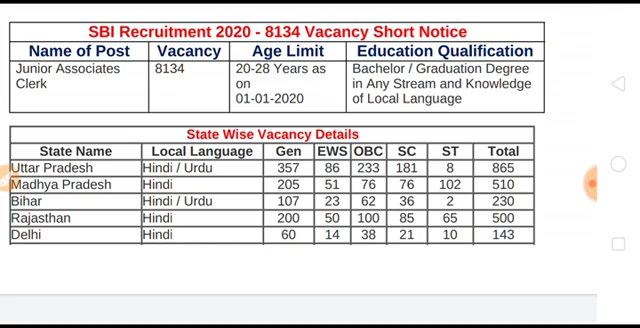 SBI Recruitment 2020 - 8134 Vacancy Short Notice
Name of Post Vacancy Age Limit Education Qualification
Junior Associates 8134 20-28 Years as Bachelor / Graduation Degree
Clerk on in Any Stream and Knowledge
01-01-2020 of Local Language
State Wise Vacancy Details
State Name Local Language Gen EWS OBC SC ST Total
Uttar Pradesh Hindi / Urdu 357 86 233 181 8 865
Madhya Pradesh Hindi 205 51 76 76 102 510
Bihar Hindi / Urdu 107 23 62 36 2 230
Rajasthan Hindi 200 50 100 85 65 500
Delhi Hindi 60 14 38 21 10 143